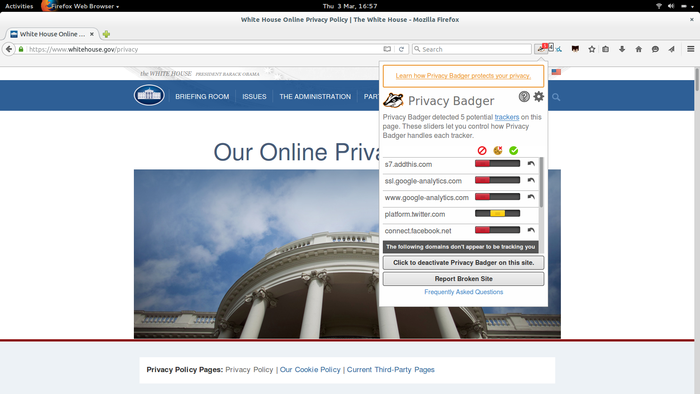 Activities Firefox Web Browser Thu 3 Mar, 16:57
White House Online Privacy Policy | The White House - Mozilla Firefox
White House Online ...
https://www.whitehouse.gov/privacy Search
the WHITE HOUSE PRESIDENT BARACK OBAMA
BRIEFING ROOM ISSUES THE ADMINISTRATION PAR
Our Online Priva
Learn how Privacy Badger protects your privacy.
Privacy Badger
Privacy Badger detected 5 potential trackers on this
page. These sliders let you control how Privacy
Badger handles each tracker.
s7.addthis.com
ssl.google-analytics.com
www.google-analytics.com
platform.twitter.com
connect.facebook.net
The following domains don't appear to be tracking you
Click to deactivate Privacy Badger on this site.
Report Broken Site
Frequently Asked Questions
Privacy Policy Pages: Privacy Policy | Our Cookie Policy | Current Third-Party Pages